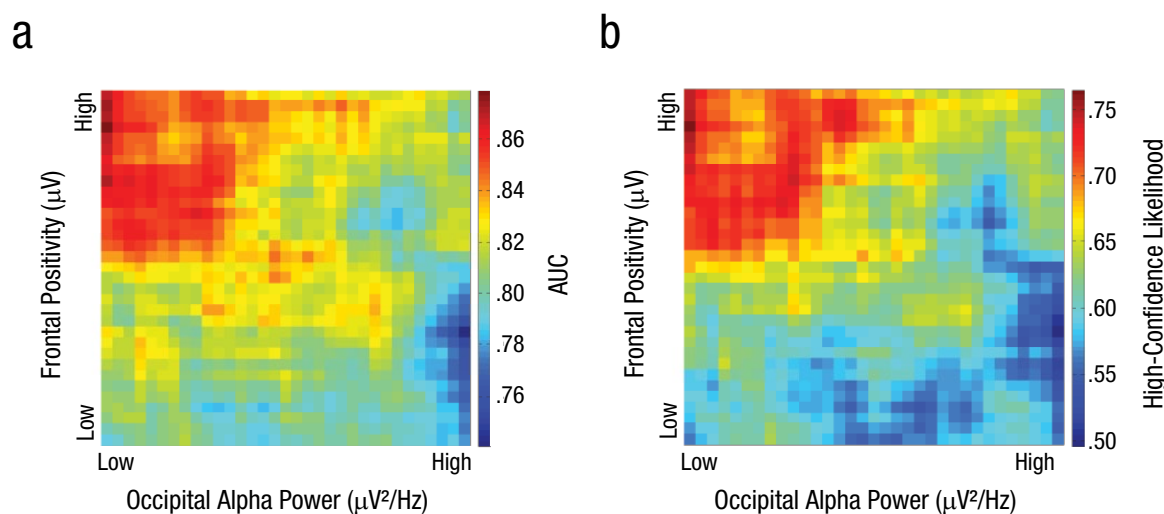 a
High
Frontal Positivity (μV)
Low
Low
High
Occipital Alpha Power (μV²/Hz)
.86
.84
.82
.80
.78
.76
AUC
b
High
Frontal Positivity (μV)
Low
Low
High
Occipital Alpha Power (μV²/Hz)
.75
.70
.65
.60
.55
.50
High-Confidence Likelihood